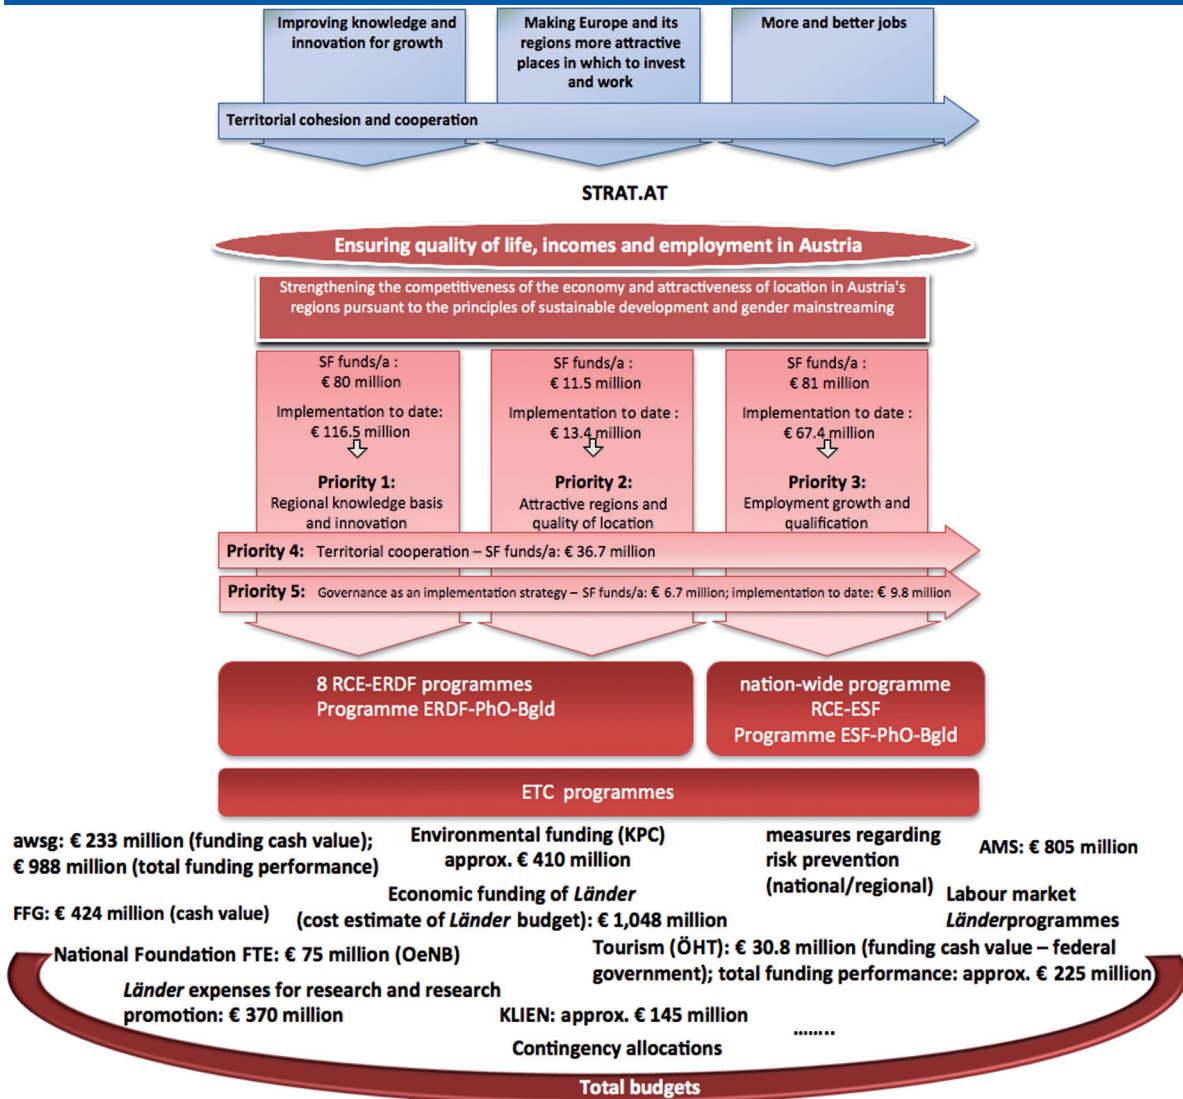 Improving knowledge and
innovation for growth
Making Europe and its
regions more attractive
places in which to invest
and work
More and better jobs
Territorial cohesion and cooperation
STRAT.AT
Ensuring quality of life, incomes and employment in Austria
Strengthening the competitiveness of the economy and attractiveness of location in Austria's
regions pursuant to the principles of sustainable development and gender mainstreaming
SF funds/a :
€ 80 million
Implementation to date:
€ 116.5 million
Priority 1:
Regional knowledge basis
and innovation
SF funds/a :
€ 11.5 million
Implementation to date :
€ 13.4 million
Priority 2:
Attractive regions and
quality of location
SF funds/a :
€ 81 million
Implementation to date :
€ 67.4 million
Priority 3:
Employment growth and
qualification
Priority 4: Territorial cooperation – SF funds/a: € 36.7 million
Priority 5: Governance as an implementation strategy – SF funds/a: € 6.7 million; implementation to date: € 9.8 million
8 RCE-ERDF programmes
Programme ERDF-PhO-Bgld
nation-wide programme
RCE-ESF
Programme ESF-PhO-Bgld
ETC programmes
awsg: € 233 million (funding cash value);
€ 988 million (total funding performance)
Environmental funding (KPC)
approx. € 410 million
measures regarding
risk prevention
(national/regional)
AMS: € 805 million
FFG: € 424 million (cash value)
Economic funding of Länder
(cost estimate of Länder budget): € 1,048 million
Labour market
Länderprogrammes
National Foundation FTE: € 75 million (OeNB)
Tourism (ÖHT): € 30.8 million (funding cash value – federal
government); total funding performance: approx. € 225 million
Länder expenses for research and research
promotion: € 370 million
KLIEN: approx. € 145 million
........
Contingency allocations
Total budgets